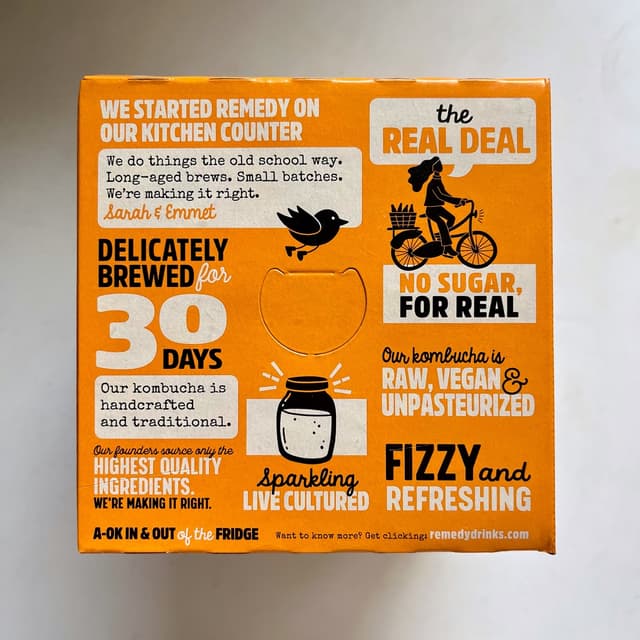 WE STARTED REMEDY ON
OUR KITCHEN COUNTER
We do things the old school way.
Long-aged brews. Small batches.
We're making it right.
Sarah & Emmet
DELICATELY
BREWED for
30
DAYS
Our kombucha is
handcrafted
and traditional.
Our founders source only the
HIGHEST QUALITY
INGREDIENTS.
WE'RE MAKING IT RIGHT.
A-OK IN & OUT of the FRIDGE
the
REAL DEAL
NO SUGAR,
FOR REAL
Our kombucha is
RAW, VEGAN &
UNPASTEURIZED
Sparkling
LIVE CULTURED
FIZZY and
REFRESHING
Want to know more? Get clicking: remedydrinks.com